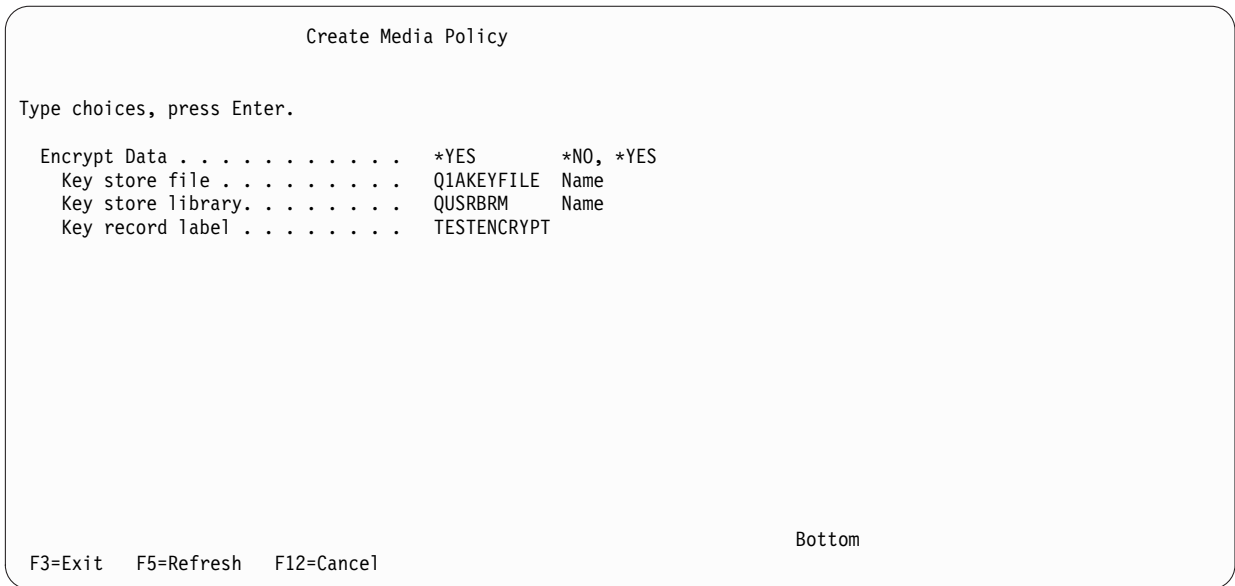 Create Media Policy
Type choices, press Enter.
Encrypt Data . . . . . . . . . . . *YES *NO, *YES
Key store file . . . . . . . . . Q1AKEYFILE Name
Key store library. . . . . . . . QUSRBRM Name
Key record label . . . . . . . . TESTENCRYPT
Bottom
F3=Exit F5=Refresh F12=Cancel